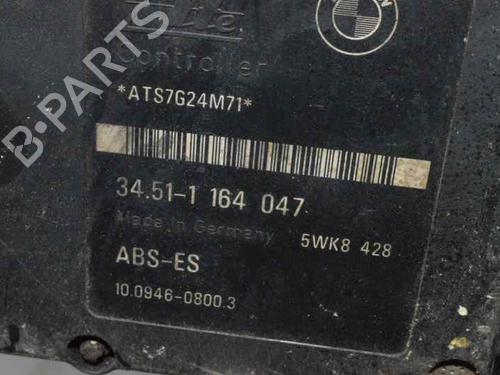 ate
Controller
*ATS7G24M71*
34.51-1 164 047
Made in Germany 5WK8 428
ABS-ES
10.0946-0800.3
B-PARTS